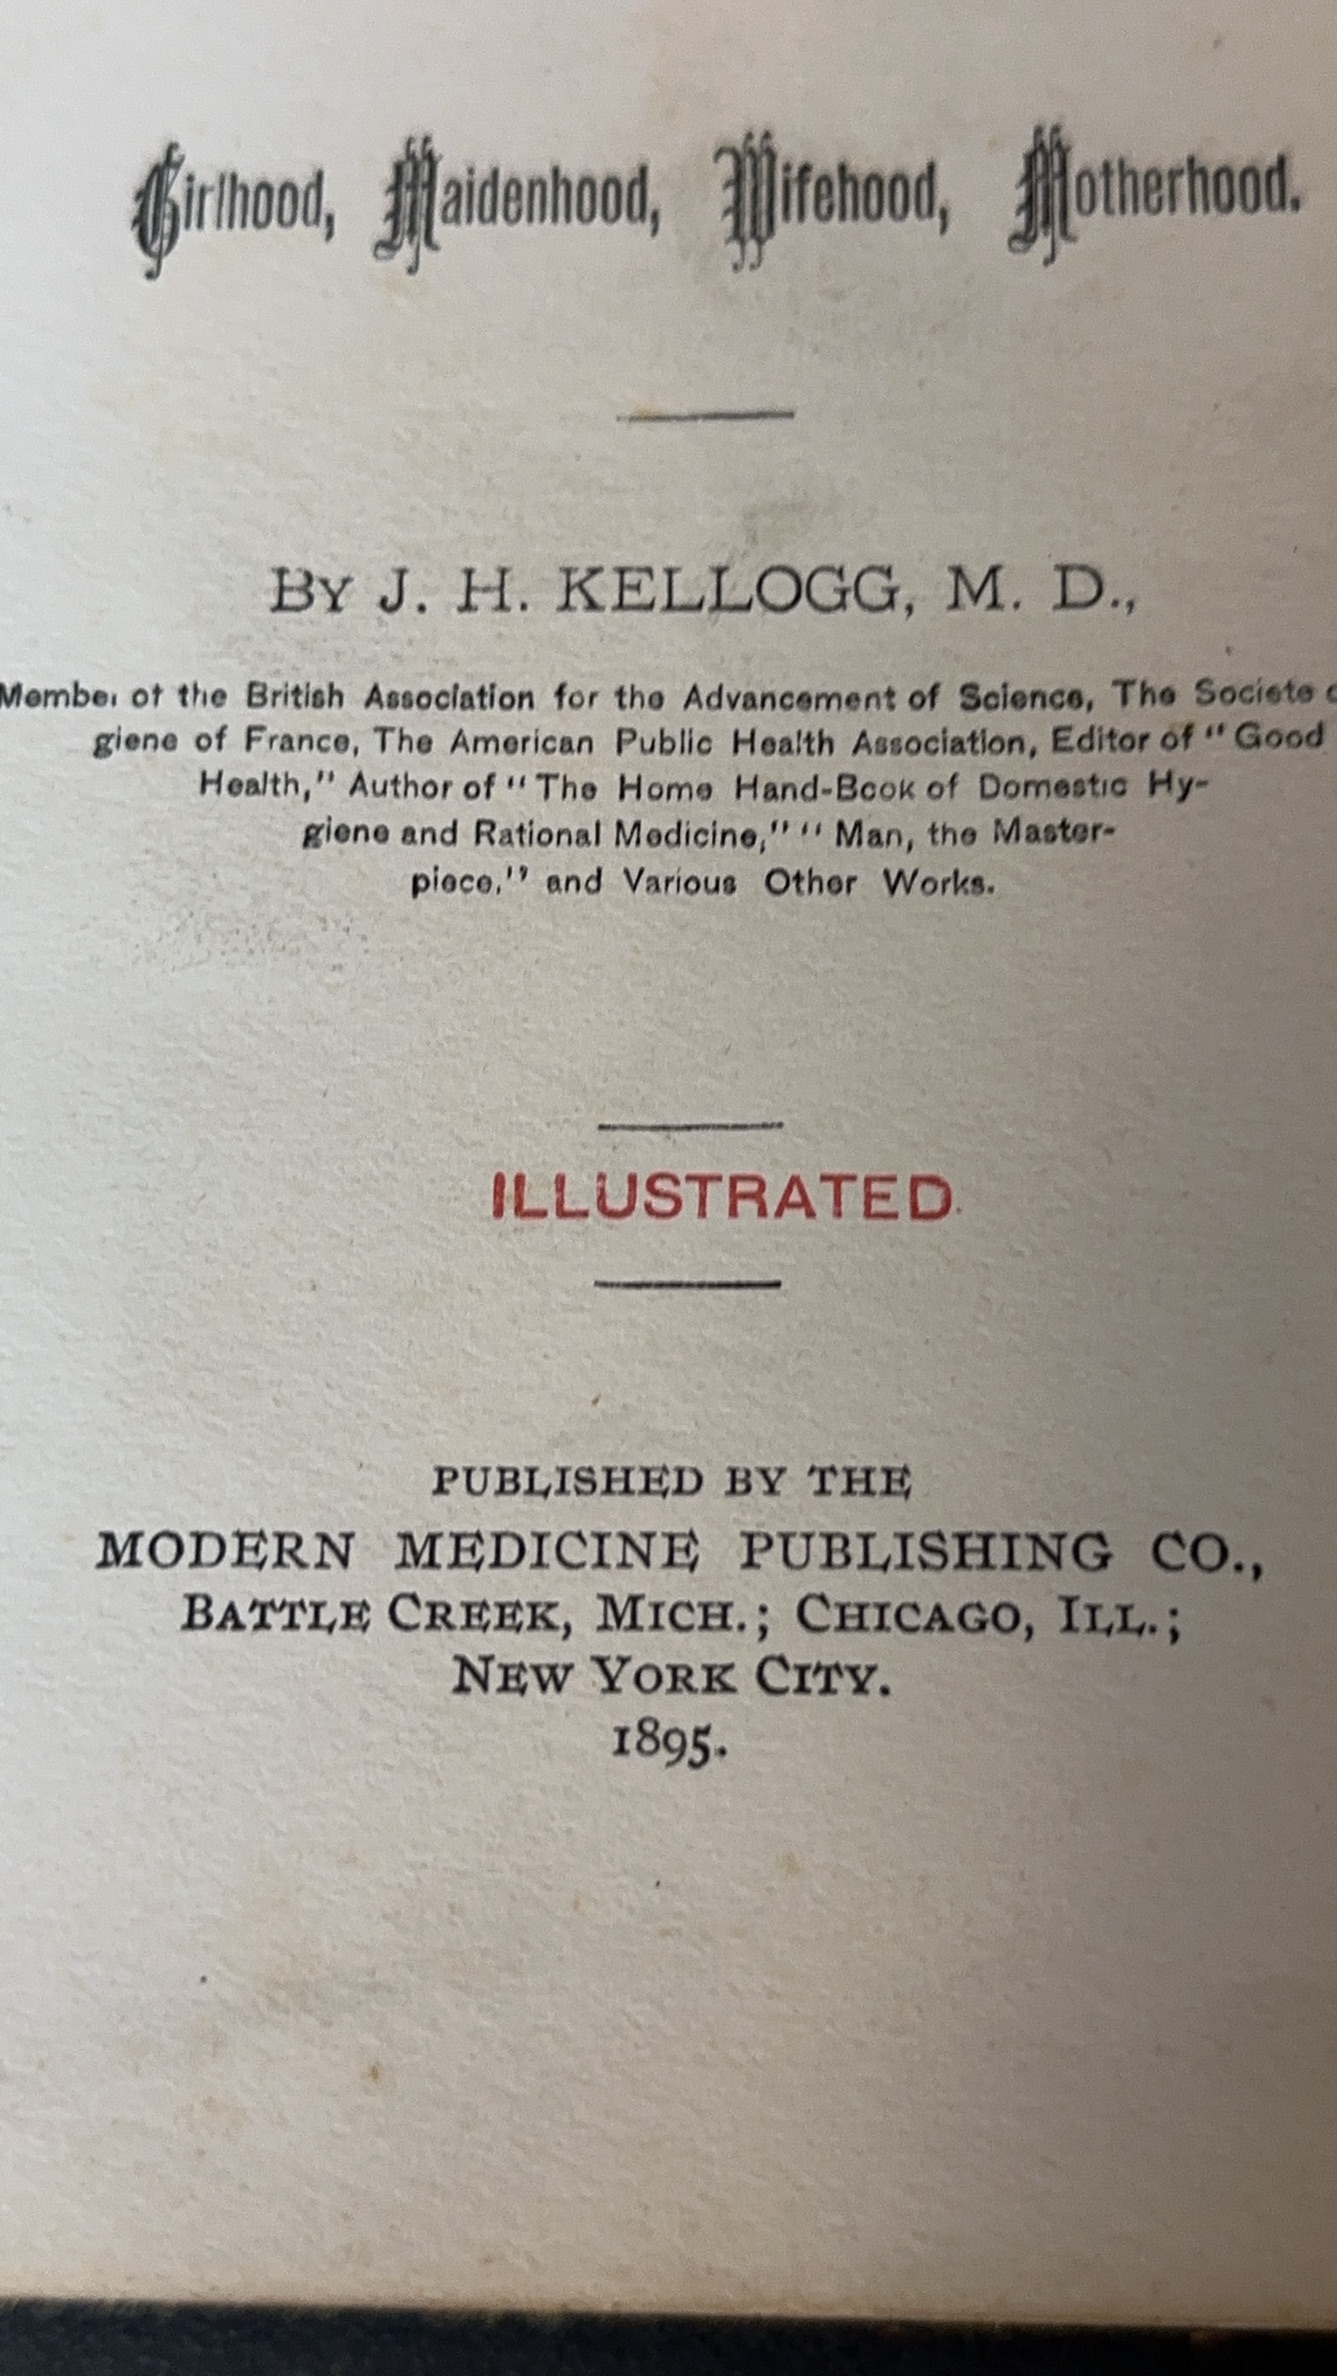 Girlhood, Maidenhood, Wifehood, Motherhood.
BY J. H. KELLOGG, M. D.,
Member of the British Association for the Advancement of Science, The Societe
giene of France, The American Public Health Association, Editor of "Good
Health," Author of "The Home Hand-Book of Domestic Hy-
giene and Rational Medicine," "Man, the Master-
piece," and Various Other Works.
ILLUSTRATED.
PUBLISHED BY THE
MODERN MEDICINE PUBLISHING CO.,
BATTLE CREEK, MICH.; CHICAGO, ILL.;
NEW YORK CITY.
1895.